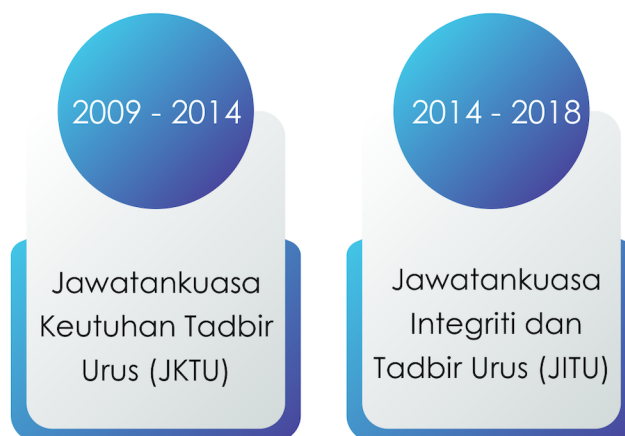 2009 - 2014
Jawatankuasa
Keutuhan Tadbir
Urus (JKTU)
2014 - 2018
Jawatankuasa
Integriti dan
Tadbir Urus (JITU)